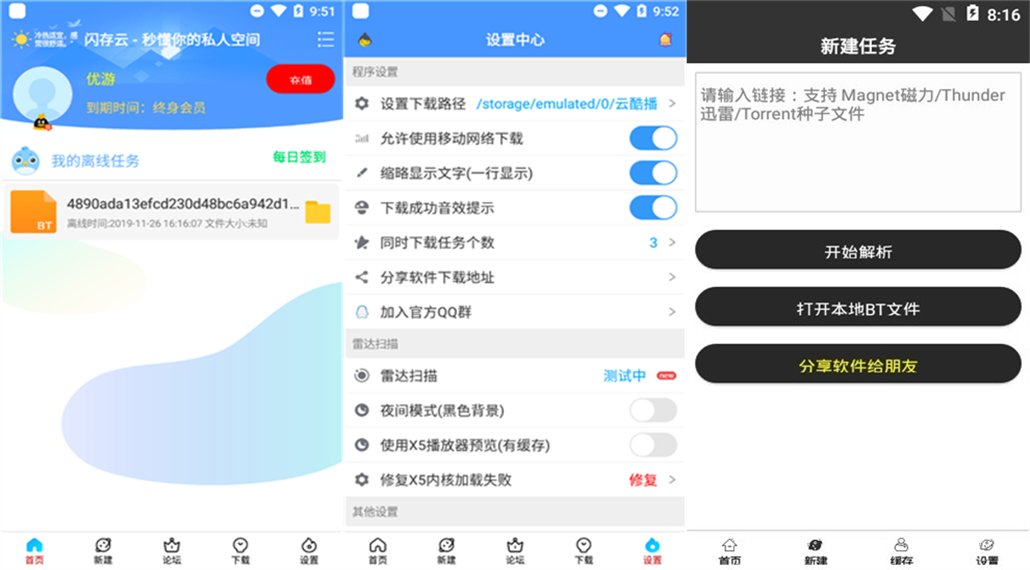 9:51
冷热适宜，感
觉很舒适。
闪存云 - 秒懂你的私人空间
优游
充值
到期时间：终身会员
我的离线任务
每日签到
4890ada13efcd230d48bc6a942d1...
BT
离线时间:2019-11-26 16:16:07 文件大小:未知
首页
新建
论坛
下载
设置
9:52
设置中心
程序设置
设置下载路径 /storage/emulated/0/云酷播
允许使用移动网络下载
缩略显示文字(一行显示)
下载成功音效提示
同时下载任务个数 3
分享软件下载地址
加入官方QQ群
雷达扫描
雷达扫描 测试中 new
夜间模式(黑色背景)
使用X5播放器预览(有缓存)
修复X5内核加载失败 修复
其他设置
首页
新建
论坛
下载
设置
8:16
新建任务
请输入链接：支持 Magnet磁力/Thunder
迅雷/Torrent种子文件
开始解析
打开本地BT文件
分享软件给朋友
首页
新建
缓存
设置